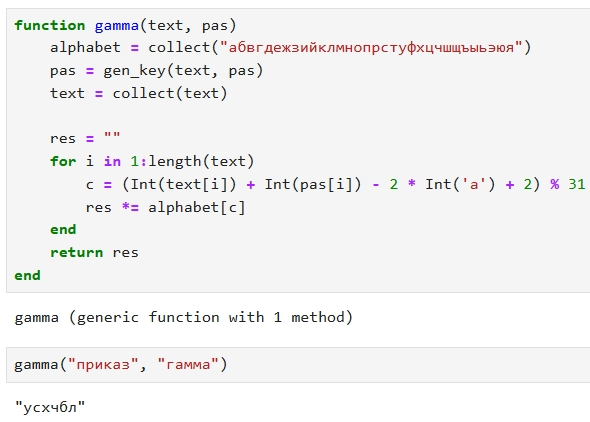 function gamma(text, pas)
    alphabet = collect("абвгдежзийклмнопрстуфхцчшщъыьэюя")
    pas = gen_key(text, pas)
    text = collect(text)
    res = ""
    for i in 1:length(text)
        c = (Int(text[i]) + Int(pas[i]) - 2 * Int('а') + 2) % 31
        res *= alphabet[c]
    end
    return res
end
gamma (generic function with 1 method)
gamma("приказ", "гамма")
"усхчбл"